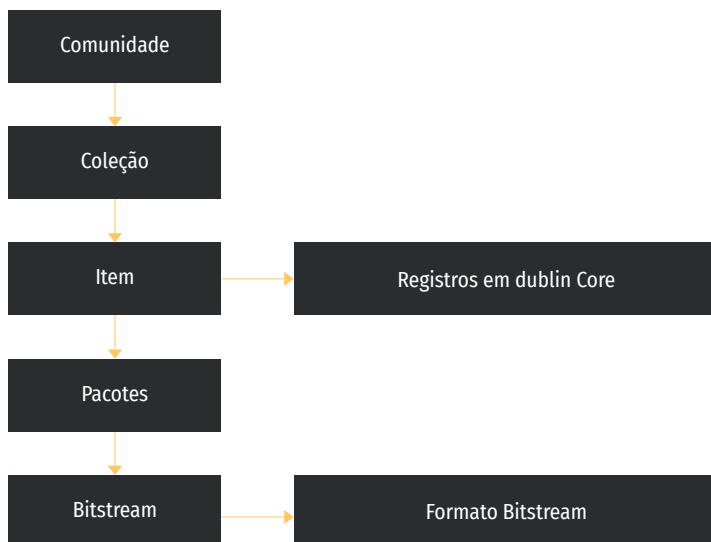 Comunidade
Coleção
Item
Registros em dublin Core
Pacotes
Bitstream
Formato Bitstream